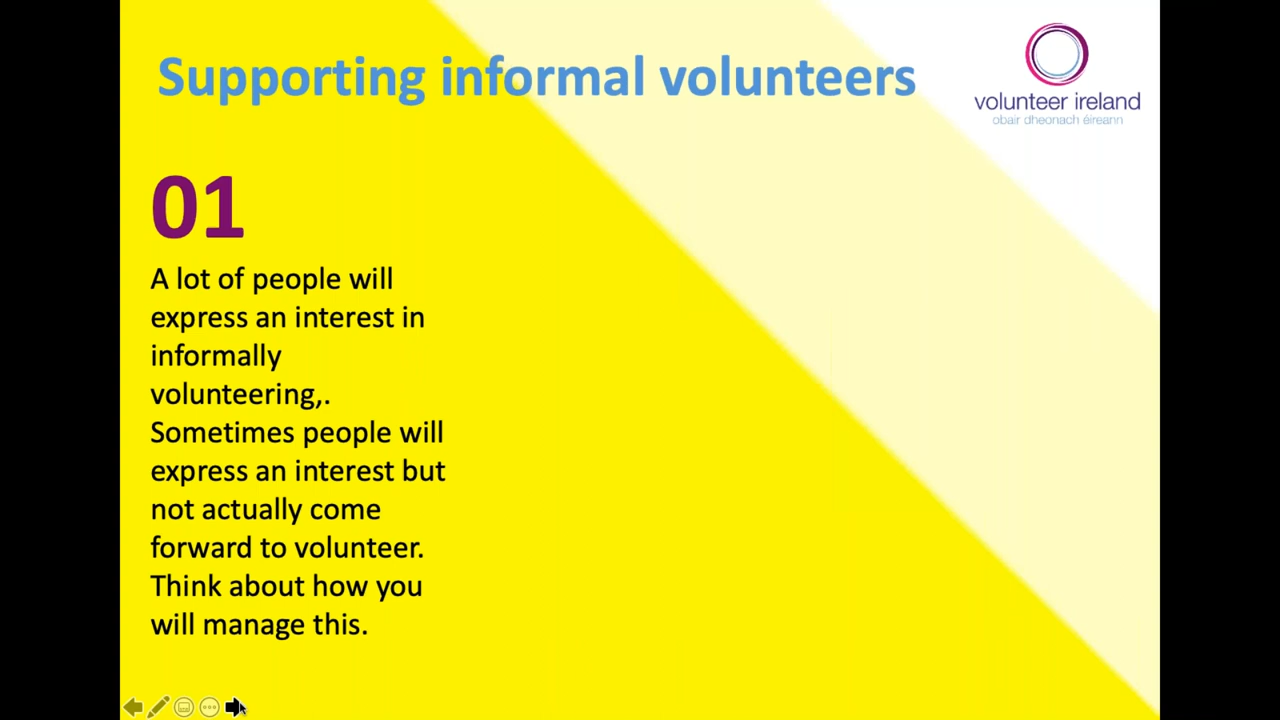 Supporting informal volunteers
volunteer ireland
obair dheonach éireann
01
A lot of people will
express an interest in
informally
volunteering,.
Sometimes people will
express an interest but
not actually come
forward to volunteer.
Think about how you
will manage this.